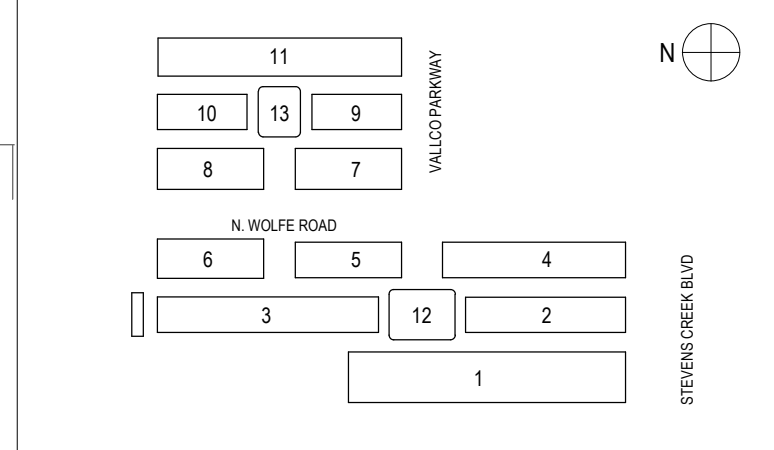 11
N
10 13 9
VALLCO PARKWAY
8 7
N. WOLFE ROAD
6 5 4
3 12 2
STEVENS CREEK BLVD
1